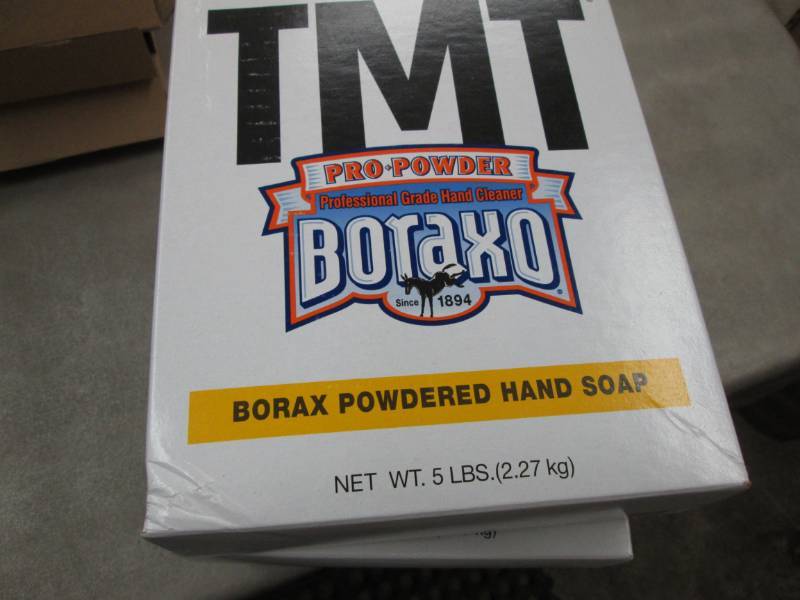 TMT
PRO·POWDER
Professional Grade Hand Cleaner
BORAXO
Since 1894
BORAX POWDERED HAND SOAP
NET WT. 5 LBS.(2.27 kg)
kg)